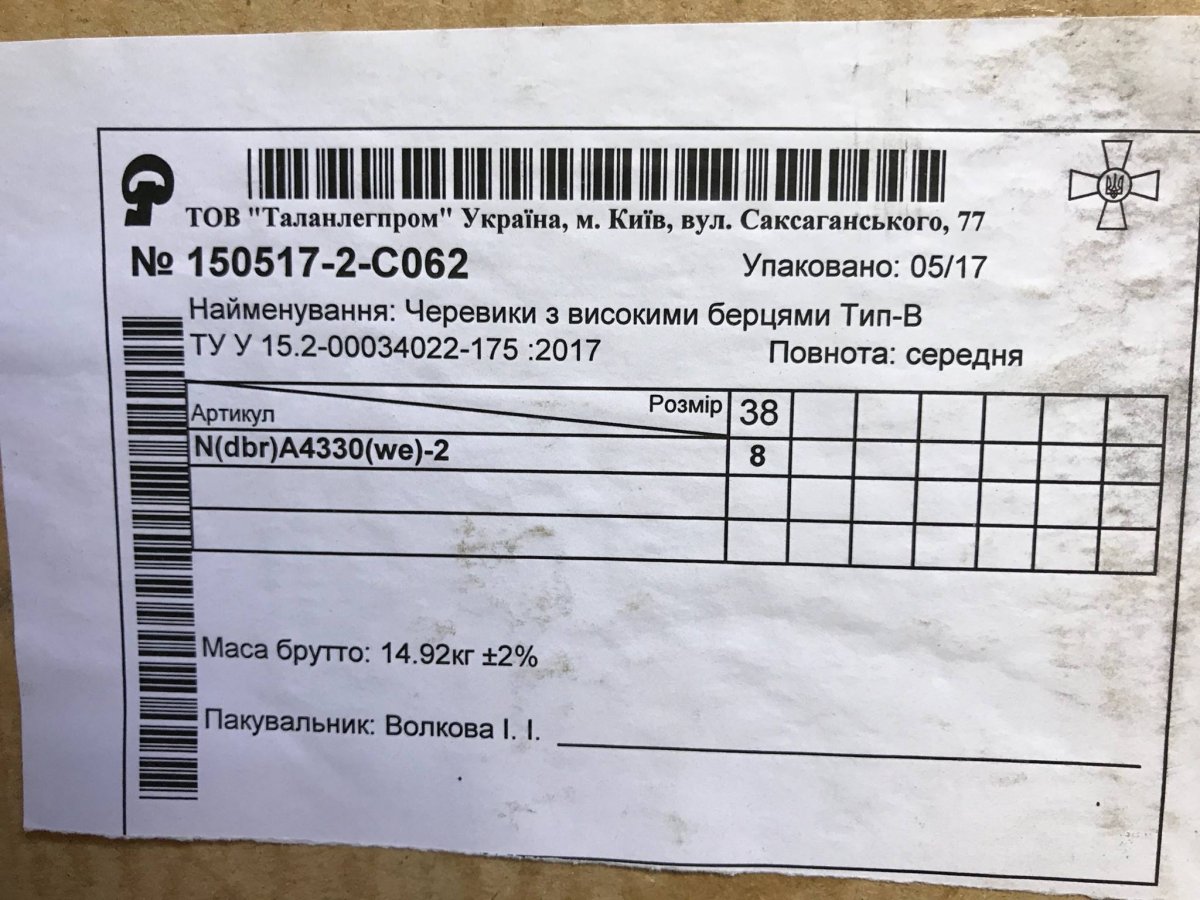 ТОВ "Таланлегпром" Україна, м. Київ, вул. Саксаганського, 77
№ 150517-2-С062
Упаковано: 05/17
Найменування: Черевики з високими берцями Тип-В
ТУ У 15.2-00034022-175 :2017
Повнота: середня
Артикул Розмір 38
N(dbr)A4330(we)-2 8
Маса брутто: 14.92кг ±2%
Пакувальник: Волкова І. І.